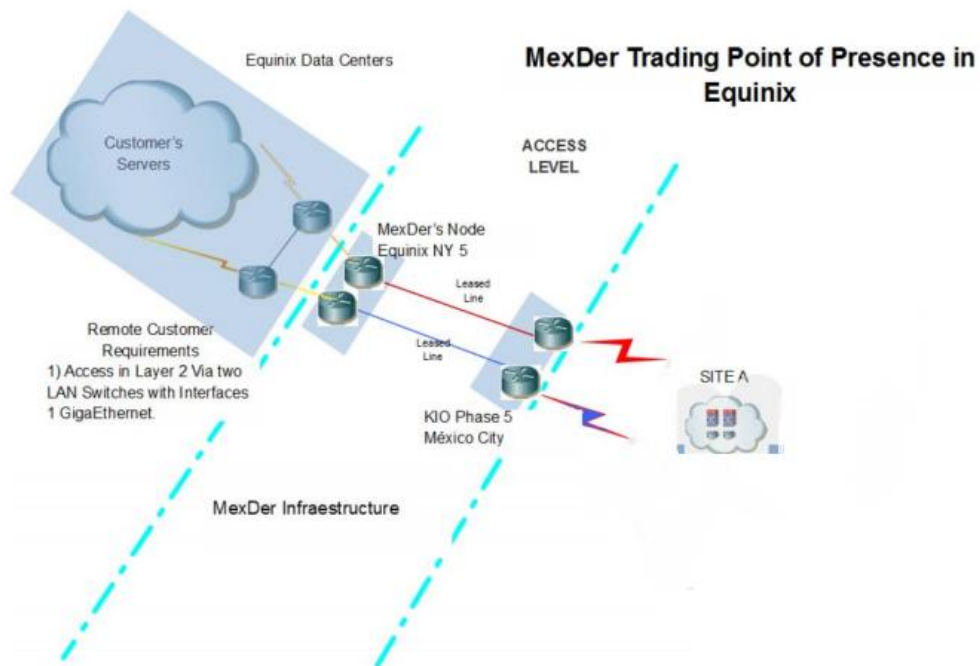 MexDer Trading Point of Presence in
Equinix
Equinix Data Centers
Customer's
Servers
ACCESS
LEVEL
MexDer's Node
Equinix NY 5
Leased
Line
Leased
Line
Remote Customer
Requirements
1) Access in Layer 2 Via two
LAN Switches with Interfaces
1 GigaEthernet.
SITE A
KIO Phase 5
México City
MexDer Infraestructure